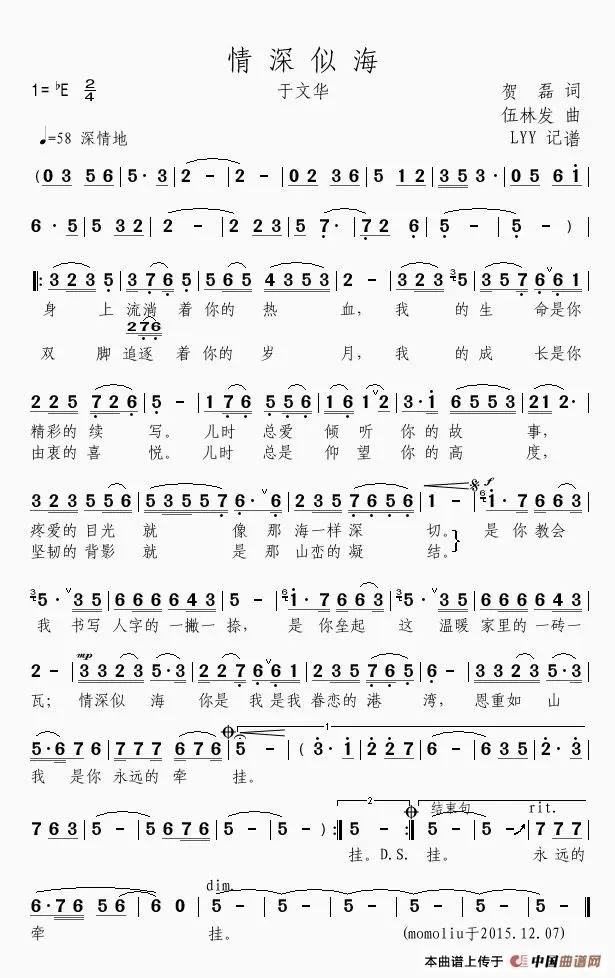 情深似海
1=♭E 2/4
于文华
贺磊 词
伍林发 曲
♩=58 深情地
LYY 记谱
(0 3 5 6 | 5· 3 | 2 - | 2 - | 0 2 3 6 | 5 1 2 | 3 5 3· | 0 5 6 i |
6· 5 | 5 3 2 | 2 - | 2 2 3 | 5 7· | 7 2 6 | 5 - | 5 - )
‖: 3 2 3 5 | 3 7 6 5 | 5 6 5 4 3 5 3 | 2 - | 3 2 3 5 | 3 5 7 6 6 1 |
身 上 流淌 着 你的 热 血, 我 的 生 命是你
2 7 6
双 脚 追逐 着 你的 岁 月, 我 的 成 长是你
2 2 5 7 2 6 | 5 - | 1 7 6 5 5 6 | 1 6 1 2 | 3· i 6 5 5 3 | 2 1 2· |
精彩的 续 写。 儿时 总爱 倾 听 你 的 故 事,
由衷的 喜 悦。 儿时 总是 仰 望 你 的 高 度,
3 2 3 5 5 6 | 5 3 5 5 7 | 6· 6 | 2 3 5 7 6 5 6 | 1 - | i· 7 6 6 3 |
疼爱的 目光 就 像 那 海一样 深 切。 是 你 教会
坚韧的 背影 就 是 那 山峦的 凝 结。
5· 3 5 | 6 6 6 6 4 3 | 5 - | i· 7 6 6 3 | 5· 3 5 | 6 6 6 6 4 3 |
我 书写 人字的 一撇一 捺, 是 你 垒起 这 温暖 家里的 一砖一
mp
2 - | 3 3 2 3 5· 3 | 2 2 7 6 6 1 | 2 3 5 7 6 5 | 6 - | 3 3 2 3 5· 3 |
瓦; 情深似 海 你是 我 是我 眷恋的 港 湾, 恩重如 山
1
5· 6 7 6 | 7 7 7 6 7 6 | 5 - | ( 3· i | 2 2 7 | 6 - | 6 3 5 | 2· 3 |
我 是你 永远的 牵 挂。
2 结束句 rit.
7 6 3 | 5 - | 5 6 7 6 | 5 - | 5 - ) :‖ 5 - :‖ 5 - | 5 - | 7 7 7 |
挂。D.S. 挂。 永 远的
dim.
6· 7 6 5 6 | 6 0 | 5 - | 5 - | 5 - | 5 - | 5 - ‖
牵 挂。 (momoliu于2015.12.07)
本曲谱上传于 中国曲谱网